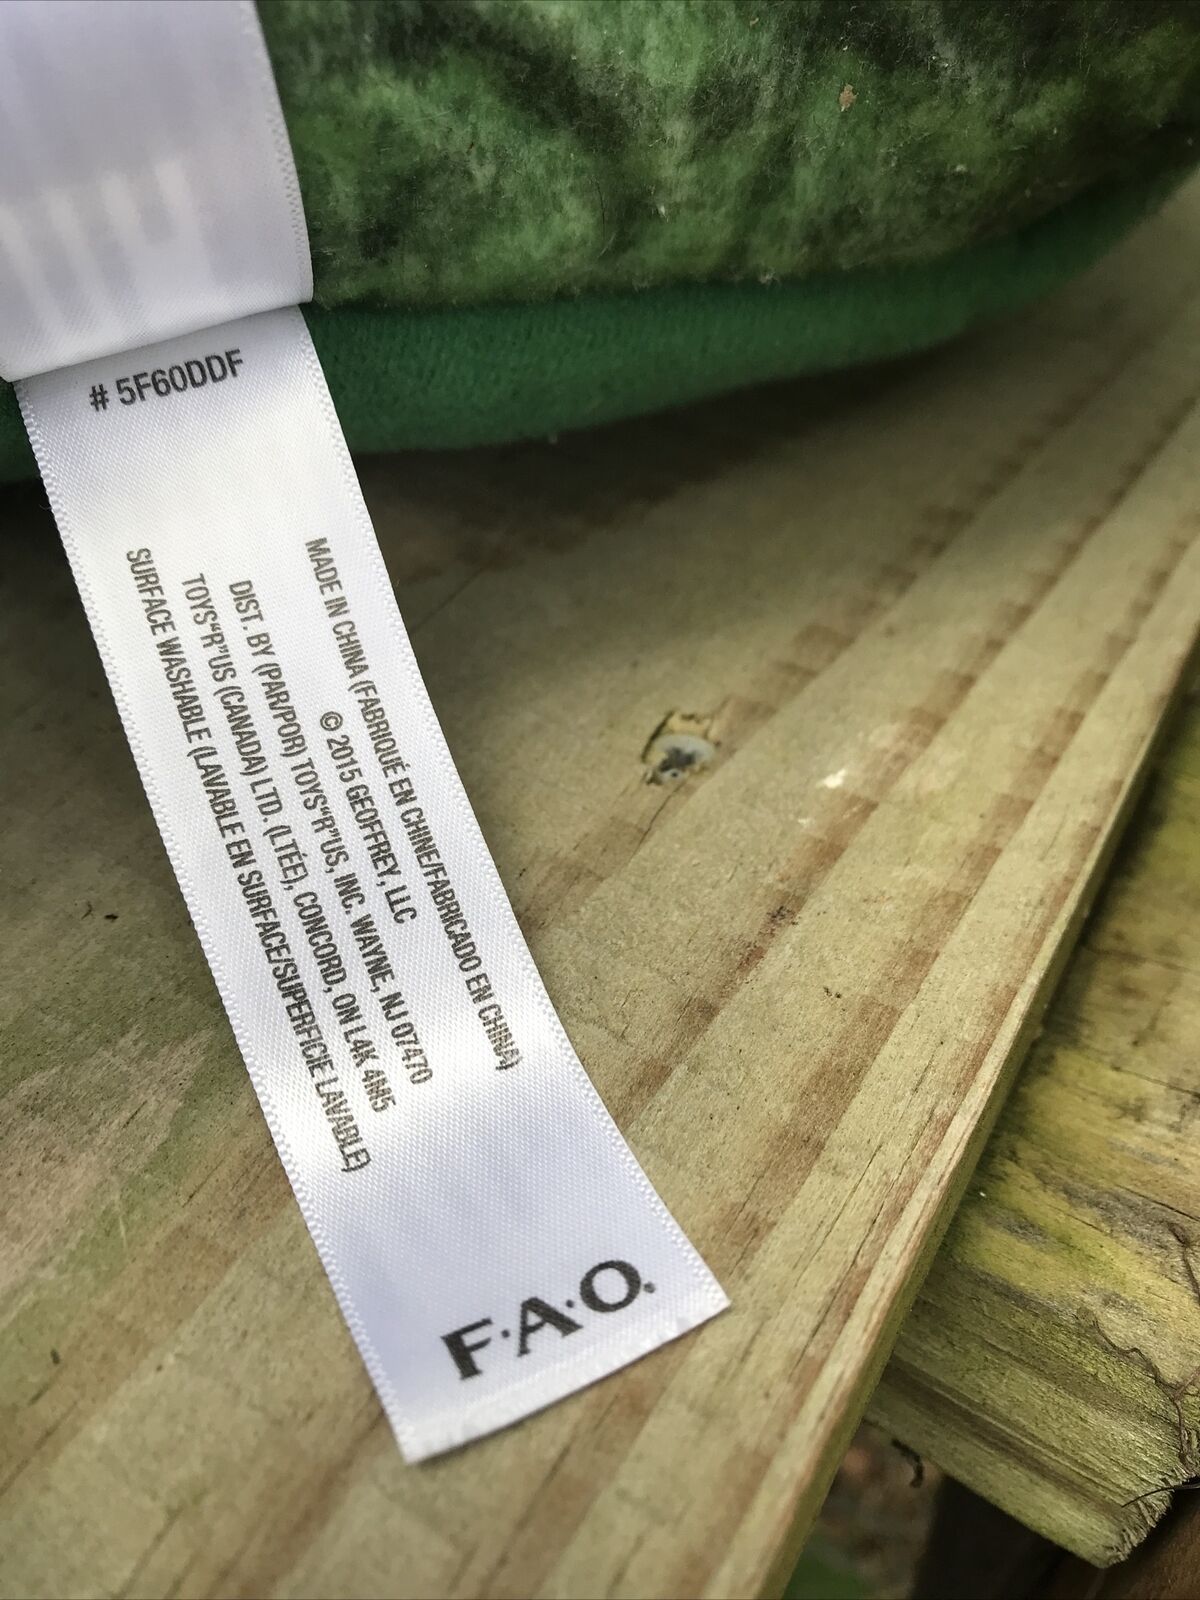 # 5F60DDF
MADE IN CHINA (FABRIQUÉ EN CHINE/FABRICADO EN CHINA)
© 2015 GEOFFREY, LLC
DIST. BY (PAR/POR) TOYS“R”US, INC. WAYNE, NJ 07470
TOYS“R”US (CANADA) LTD. (LTÉE), CONCORD, ON L4K 4M5
SURFACE WASHABLE (LAVABLE EN SURFACE/SUPERFICIE LAVABLE)
F·A·O.